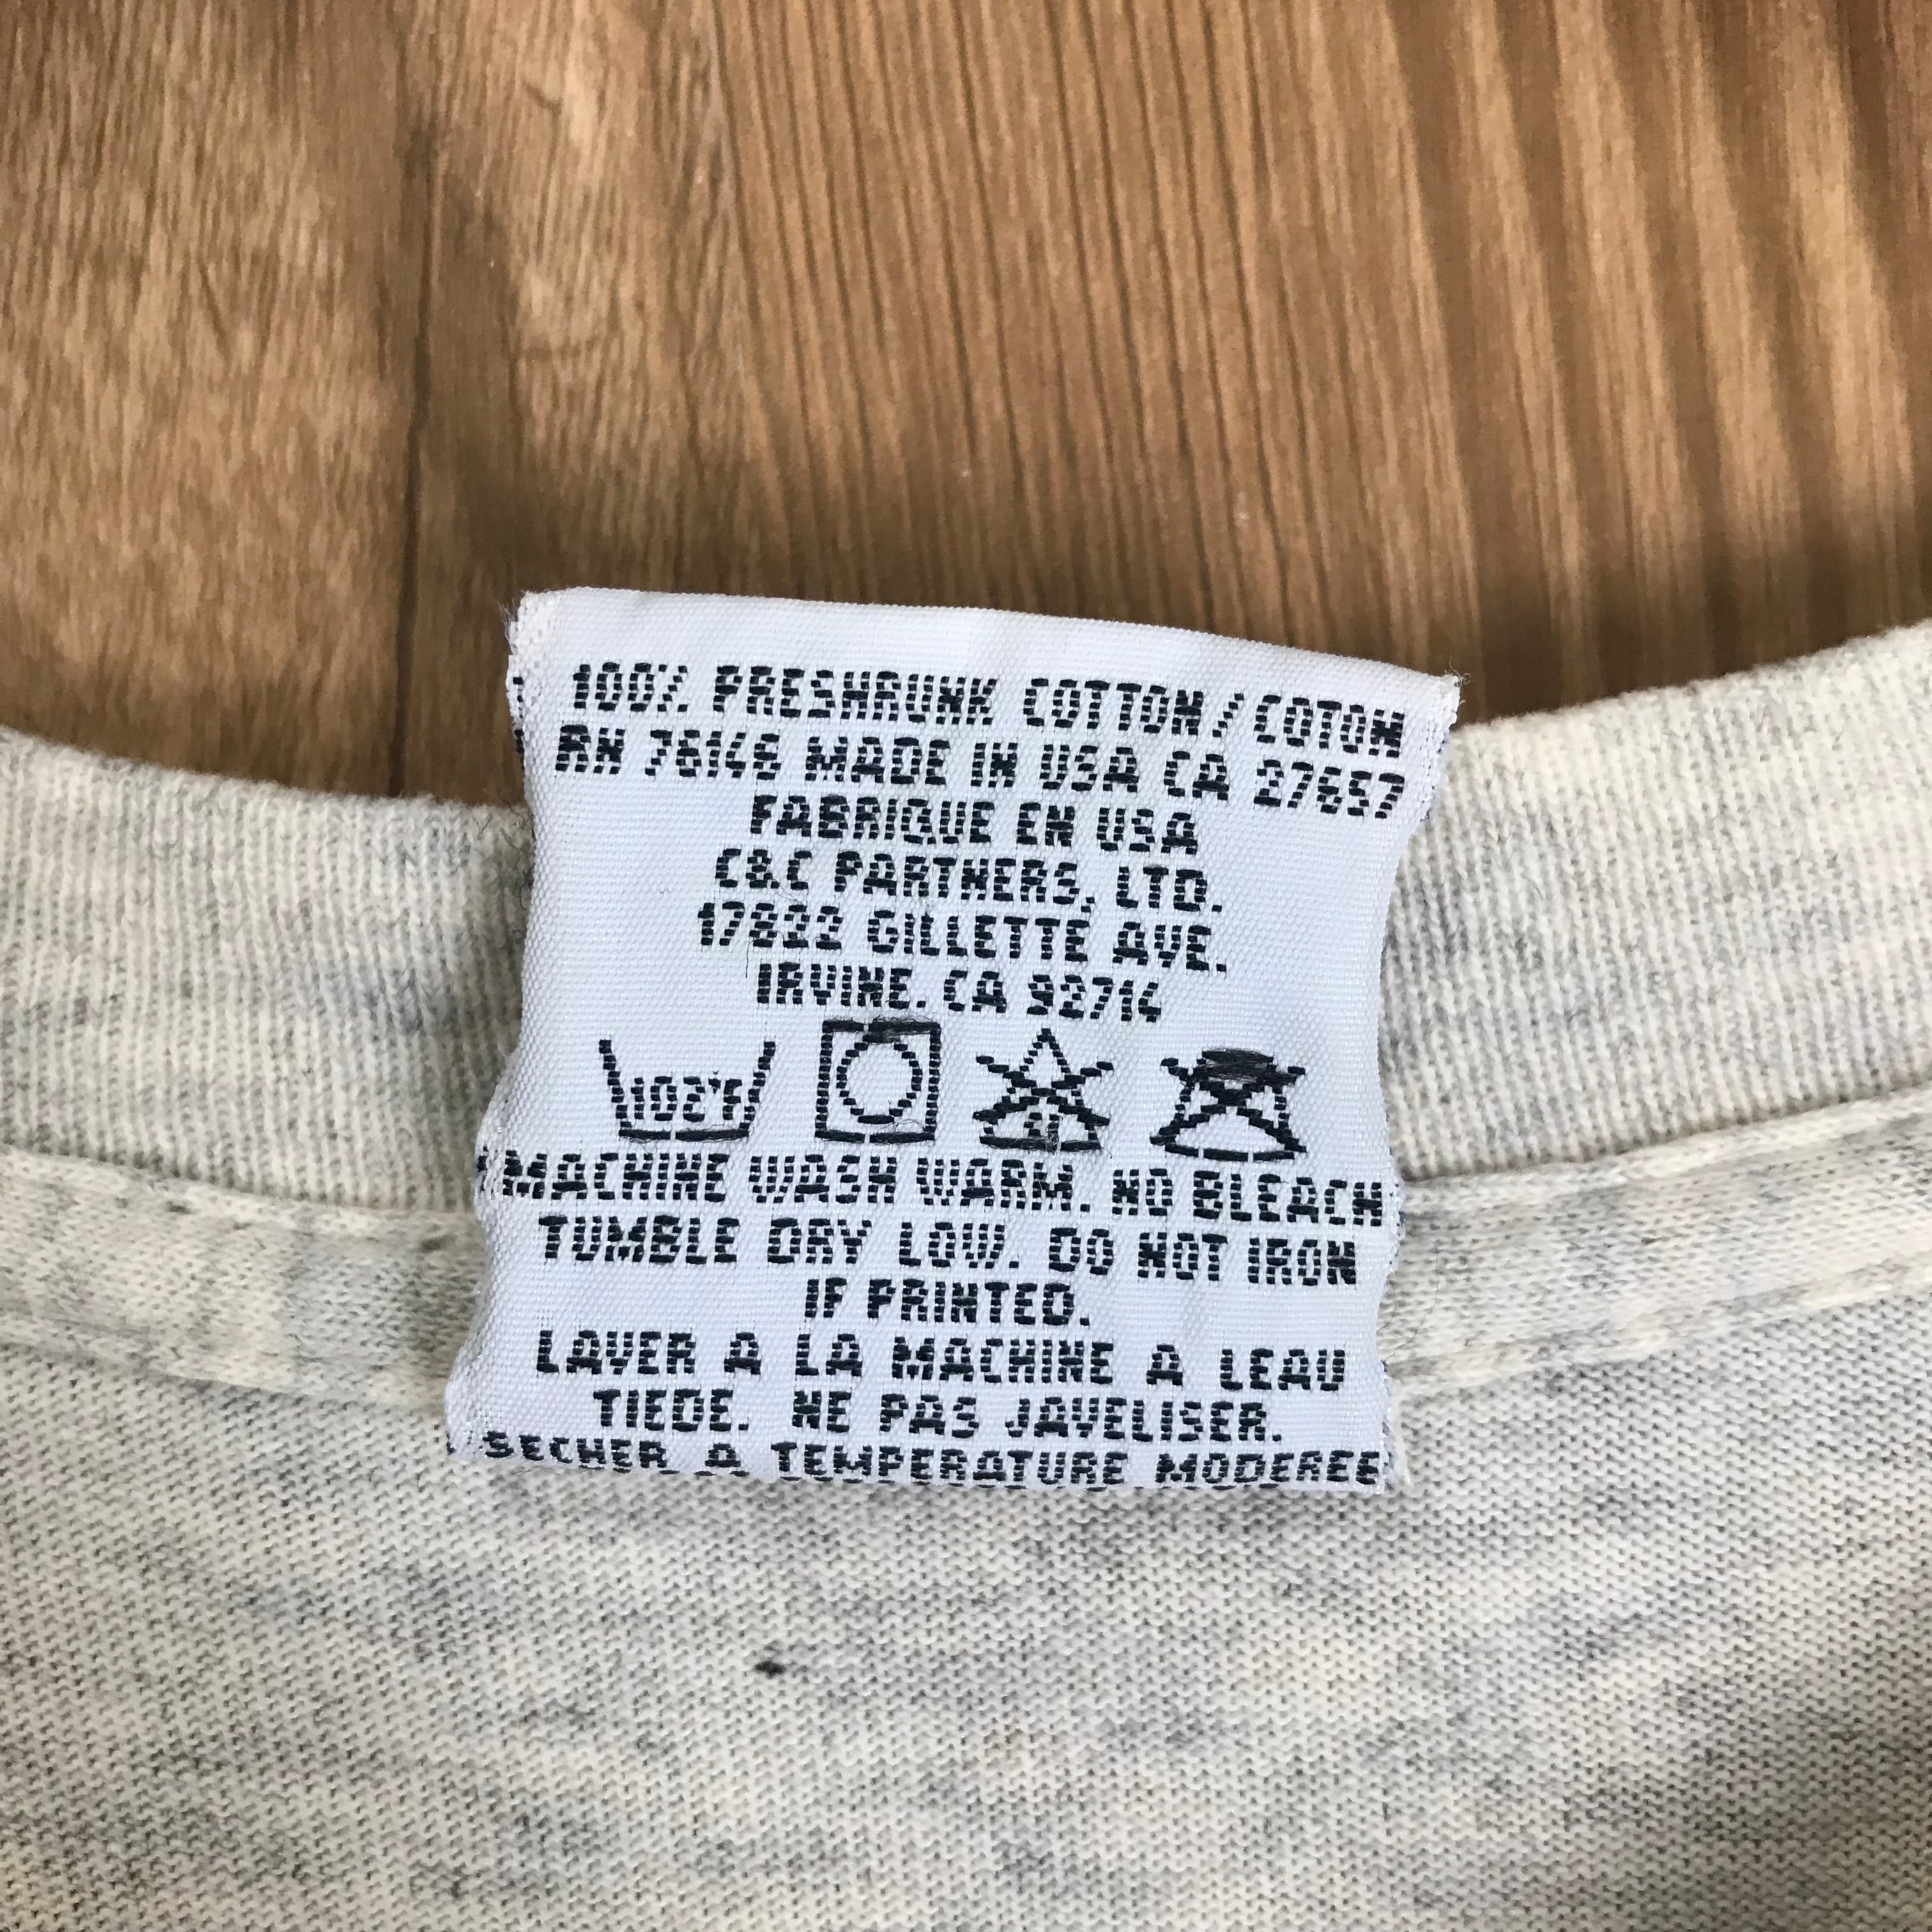 100% PRESHRUNK COTTON/COTON
RN 76145 MADE IN USA CA 27657
FABRIQUE EN USA
C&C PARTNERS, LTD.
17822 GILLETTE AVE.
IRVINE. CA 92714
102°F
MACHINE WASH WARM. NO BLEACH
TUMBLE DRY LOW. DO NOT IRON
IF PRINTED.
LAVER A LA MACHINE A LEAU
TIEDE. NE PAS JAVELISER.
SECHER A TEMPERATURE MODEREE